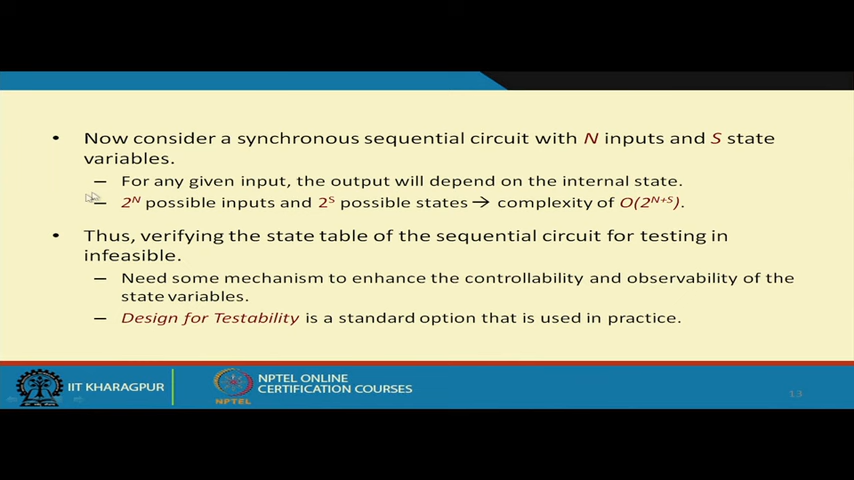 • Now consider a synchronous sequential circuit with N inputs and S state
variables.
– For any given input, the output will depend on the internal state.
– 2^N possible inputs and 2^S possible states → complexity of O(2^{N+S}).
• Thus, verifying the state table of the sequential circuit for testing in
infeasible.
– Need some mechanism to enhance the controllability and observability of the
state variables.
– Design for Testability is a standard option that is used in practice.
IIT KHARAGPUR
NPTEL
NPTEL ONLINE
CERTIFICATION COURSES
13